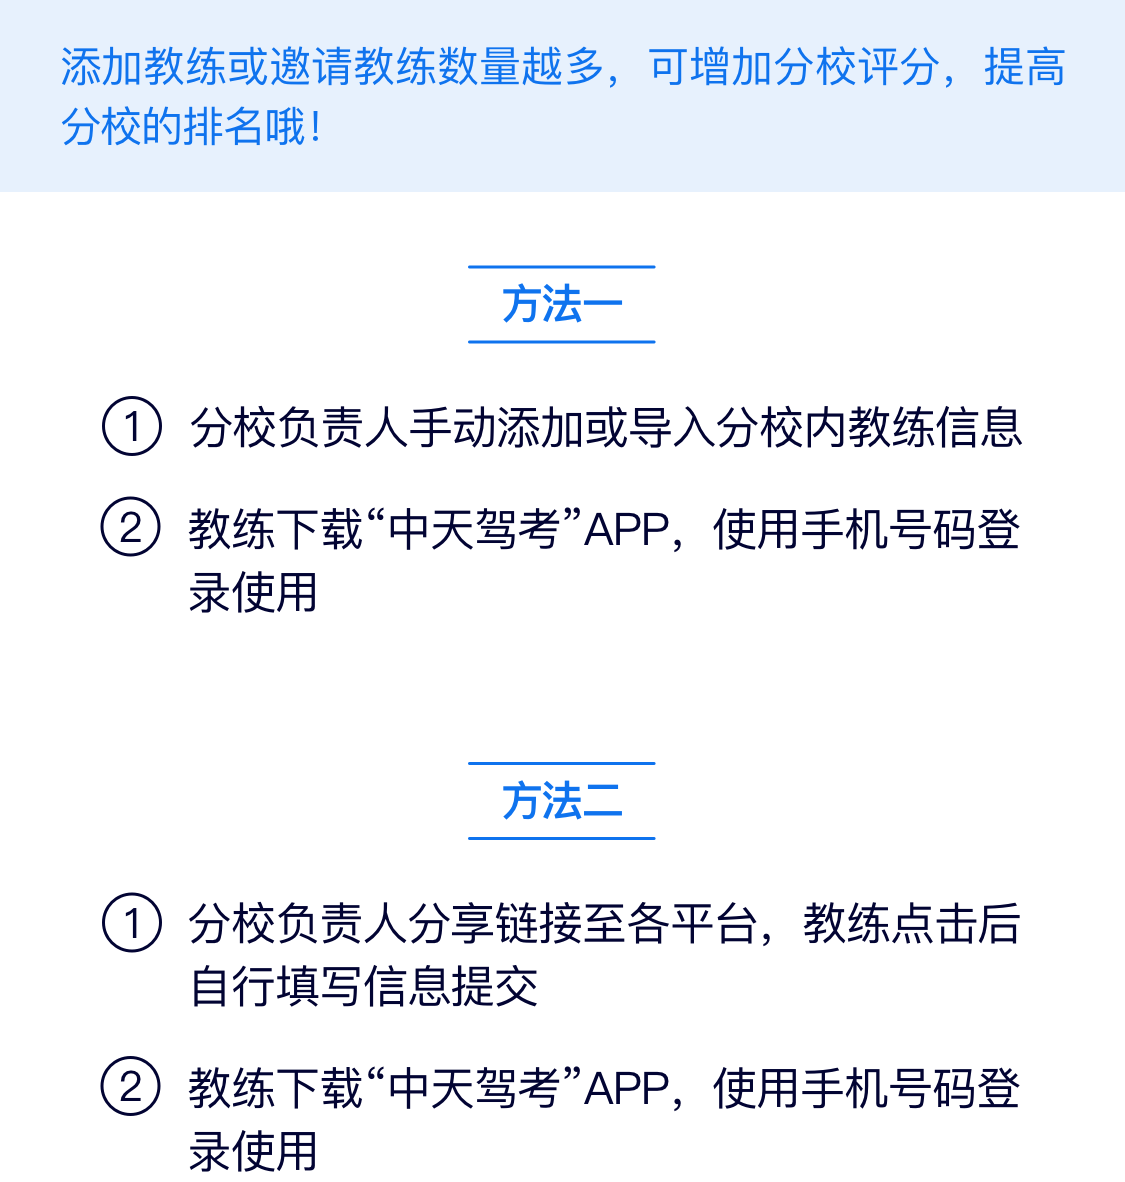 添加教练或邀请教练数量越多，可增加分校评分，提高
分校的排名哦！
方法一
① 分校负责人手动添加或导入分校内教练信息
② 教练下载“中天驾考”APP，使用手机号码登
录使用
方法二
① 分校负责人分享链接至各平台，教练点击后
自行填写信息提交
② 教练下载“中天驾考”APP，使用手机号码登
录使用